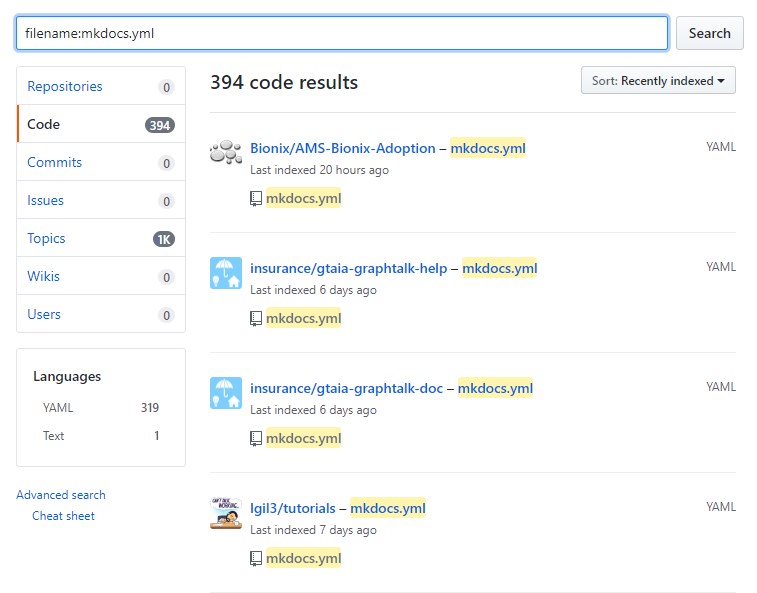 filename:mkdocs.yml
Search
Repositories 0
Code 394
Commits 0
Issues 0
Topics 1K
Wikis 0
Users 0
Languages
YAML 319
Text 1
Advanced search
Cheat sheet
394 code results
Sort: Recently indexed
Bionix/AMS-Bionix-Adoption – mkdocs.yml YAML
Last indexed 20 hours ago
mkdocs.yml
insurance/gtaia-graphtalk-help – mkdocs.yml YAML
Last indexed 6 days ago
mkdocs.yml
insurance/gtaia-graphtalk-doc – mkdocs.yml YAML
Last indexed 6 days ago
mkdocs.yml
lgil3/tutorials – mkdocs.yml YAML
Last indexed 7 days ago
mkdocs.yml